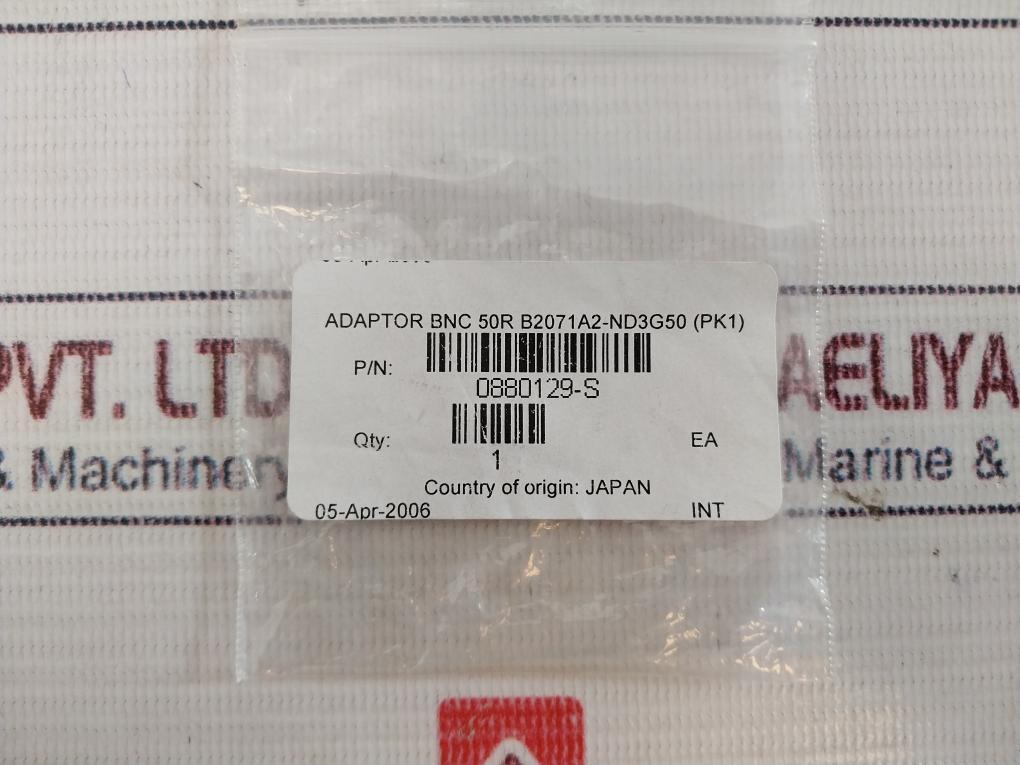 ADAPTOR BNC 50R B2071A2-ND3G50 (PK1)
P/N:
0880129-S
Qty: EA
1
Country of origin: JAPAN
05-Apr-2006 INT
PVT. LTD AELIYA
& Machinery Marine &